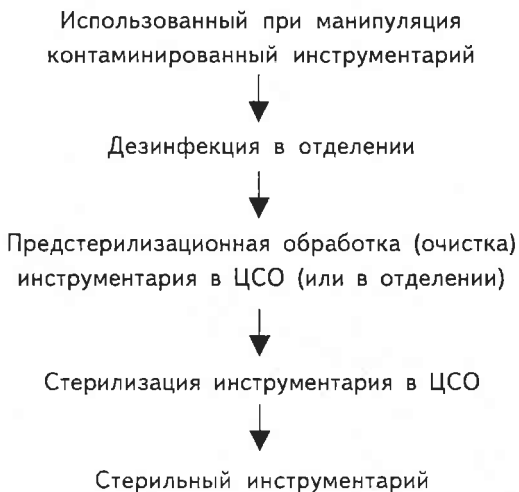 Использованный при манипуляция
контаминированный инструментарий
Дезинфекция в отделении
Предстерилизационная обработка (очистка)
инструментария в ЦСО (или в отделении)
Стерилизация инструментария в ЦСО
Стерильный инструментарий